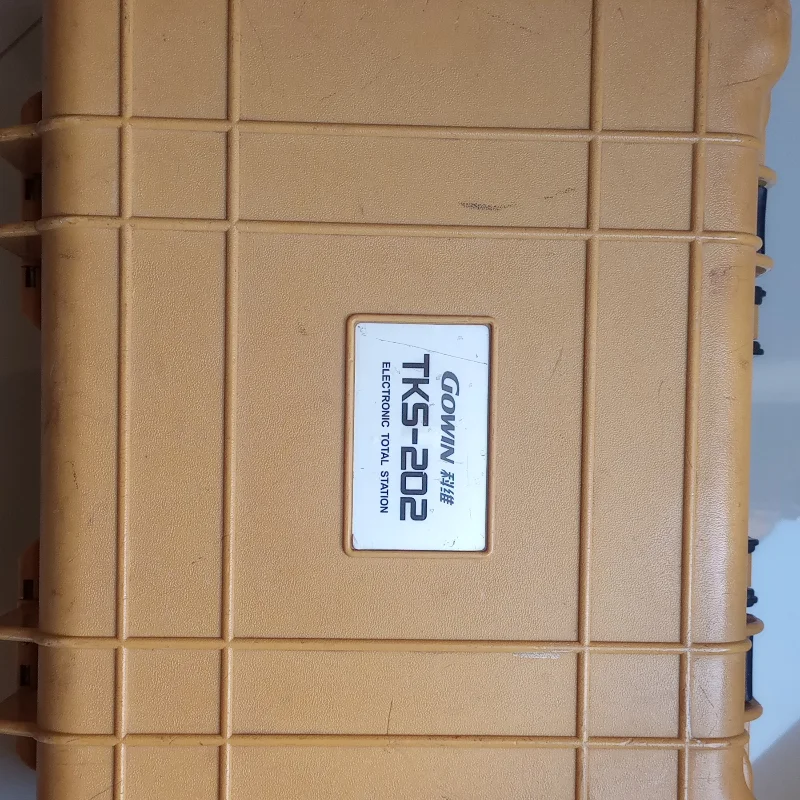 GOWIN 科维
TKS-202
ELECTRONIC TOTAL STATION